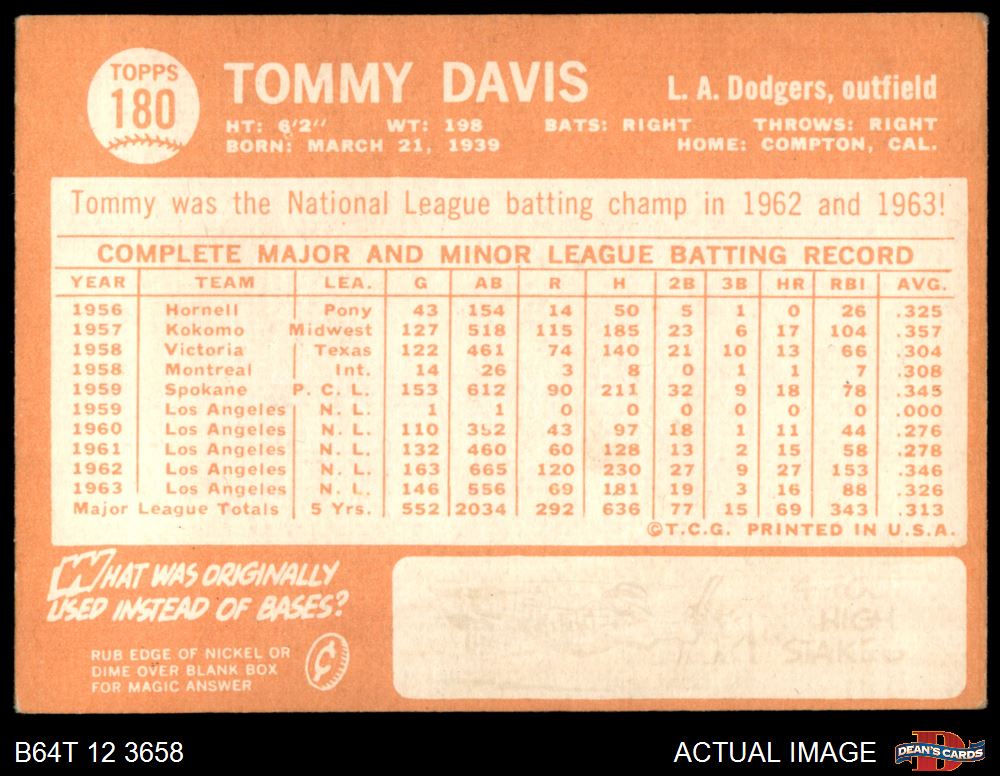 TOPPS
180
TOMMY DAVIS
L. A. Dodgers, outfield
HT: 6'2" WT: 198 BATS: RIGHT THROWS: RIGHT
BORN: MARCH 21, 1939 HOME: COMPTON, CAL.
Tommy was the National League batting champ in 1962 and 1963!
COMPLETE MAJOR AND MINOR LEAGUE BATTING RECORD
YEAR TEAM LEA. G AB R H 2B 3B HR RBI AVG.
1956 Hornell Pony 43 154 14 50 5 1 0 26 .325
1957 Kokomo Midwest 127 518 115 185 23 6 17 104 .357
1958 Victoria Texas 122 461 74 140 21 10 13 66 .304
1958 Montreal Int. 14 26 3 8 0 1 1 7 .308
1959 Spokane P. C. L. 153 612 90 211 32 9 18 78 .345
1959 Los Angeles N. L. 1 1 0 0 0 0 0 0 .000
1960 Los Angeles N. L. 110 352 43 97 18 1 11 44 .276
1961 Los Angeles N. L. 132 460 60 128 13 2 15 58 .278
1962 Los Angeles N. L. 163 665 120 230 27 9 27 153 .346
1963 Los Angeles N. L. 146 556 69 181 19 3 16 88 .326
Major League Totals 5 Yrs. 552 2034 292 636 77 15 69 343 .313
©T.C.G. PRINTED IN U.S.A.
WHAT WAS ORIGINALLY
USED INSTEAD OF BASES?
RUB EDGE OF NICKEL OR
DIME OVER BLANK BOX
FOR MAGIC ANSWER
¢
HIGH
STAKES
B64T 12 3658
ACTUAL IMAGE
D
DEAN'S CARDS